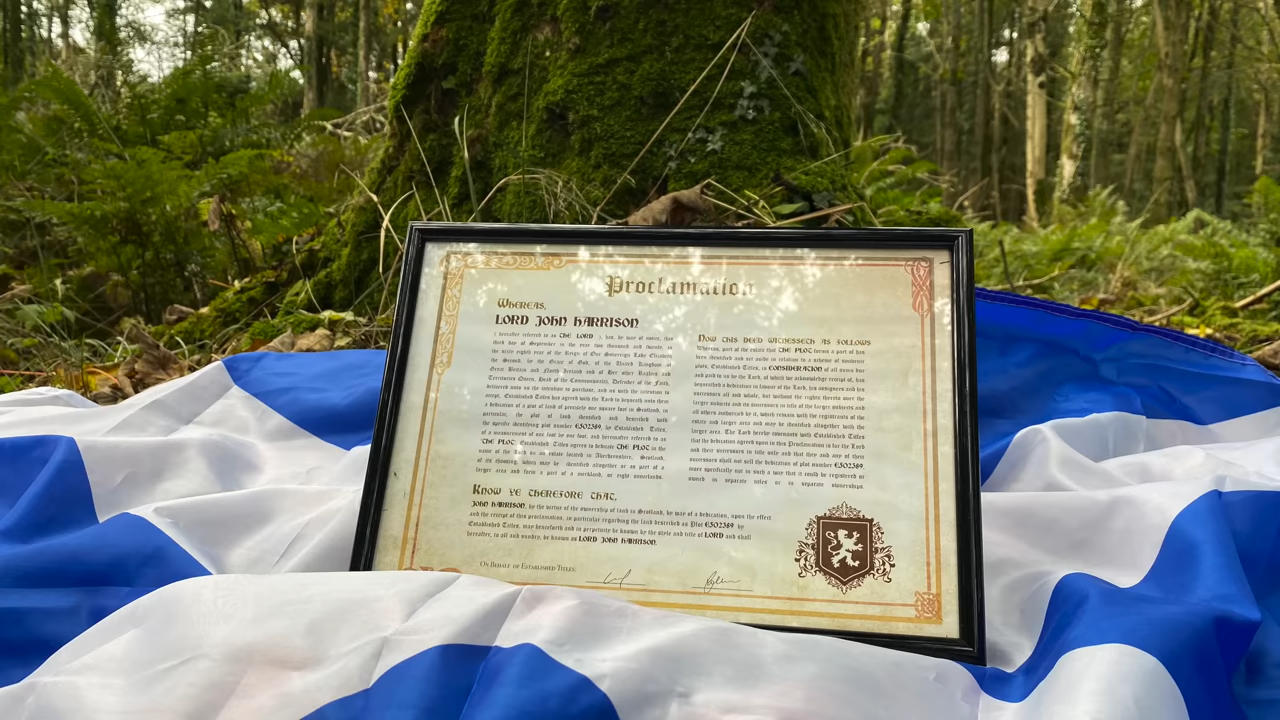 Proclamation
Whereas,
LORD JOHN HARRISON
( hereafter referred to as THE LORD ), has, by way of notice, this
third day of September in the year two thousand and twenty, in
the sixty eighth year of the Reign of Our Sovereign Lady Elizabeth
the Second, by the Grace of God, of the United Kingdom of
Great Britain and North Ireland and of Her other Realms and
Territories Queen, Head of the Commonwealth, Defender of the Faith,
delivered unto us the intention to purchase, and us with the intention to
accept, Established Titles has agreed with the Lord to bequeath unto them
a dedication of a plot of land of precisely one square foot in Scotland, in
particular, the plot of land identified and described with
the specific identifying plot number E502389, by Established Titles,
of a measurement of one foot by one foot, and hereafter referred to as
THE PLOT. Established Titles agrees to dedicate THE PLOT in the
name of the Lord on an estate located in Aberdeenshire, Scotland,
of its choosing, which may be identified altogether or as part of a
larger area and form a part of a merkland, or eight oxnerlands.
Now this deed witnesseth as follows
Whereas, part of the estate that THE PLOT forms a part of has
been identified and set aside in relation to a scheme of souvenir
plots, Established Titles, in CONSIDERATION of all sums due
and paid to us by the Lord, of which we acknowledge receipt of, has
bequeathed a dedication in favour of the Lord, his assignees and his
successors all and whole, but without the rights thereto over the
larger subjects and its successors in title of the larger subjects and
all others authorised by it, which remain with the registrants of the
estate and larger area and may be identified altogether with the
larger area. The Lord hereby covenants with Established Titles
that the dedication agreed upon in this Proclamation is for the Lord
and their successors in title only and that they and any of their
successors shall not sell the dedication of plot number E502389,
more specifically not in such a way that it could be registered or
owned in separate titles or in separate ownerships.
Know ye therefore that,
JOHN HARRISON, by the virtue of the ownership of land in Scotland, by way of a dedication, upon the effect
and the receipt of this proclamation, in particular regarding the land described as Plot E502389 by
Established Titles, may henceforth and in perpetuity be known by the style and title of LORD and shall
hereafter, to all and sundry, be known as LORD JOHN HARRISON.
On Behalf of Established Titles: